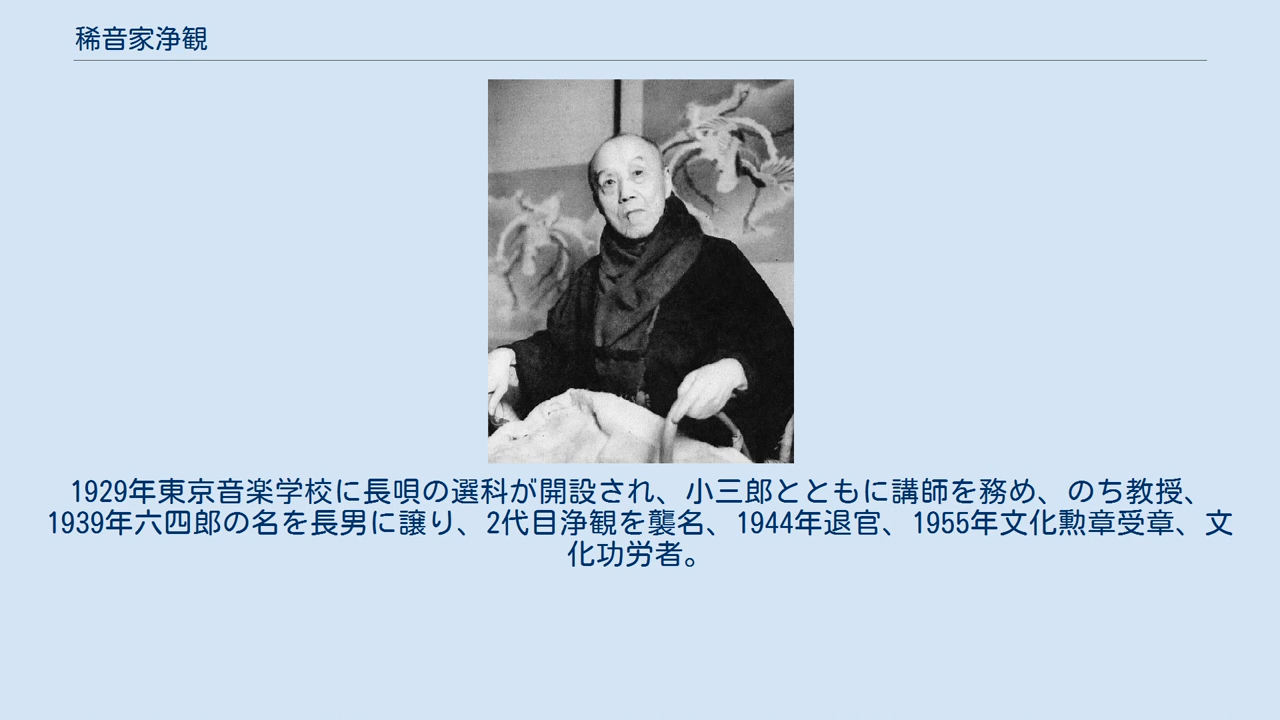 稀音家浄観
1929年東京音楽学校に長唄の選科が開設され、小三郎とともに講師を務め、のち教授、
1939年六四郎の名を長男に譲り、2代目浄観を襲名、1944年退官、1955年文化勲章受章、文
化功労者。